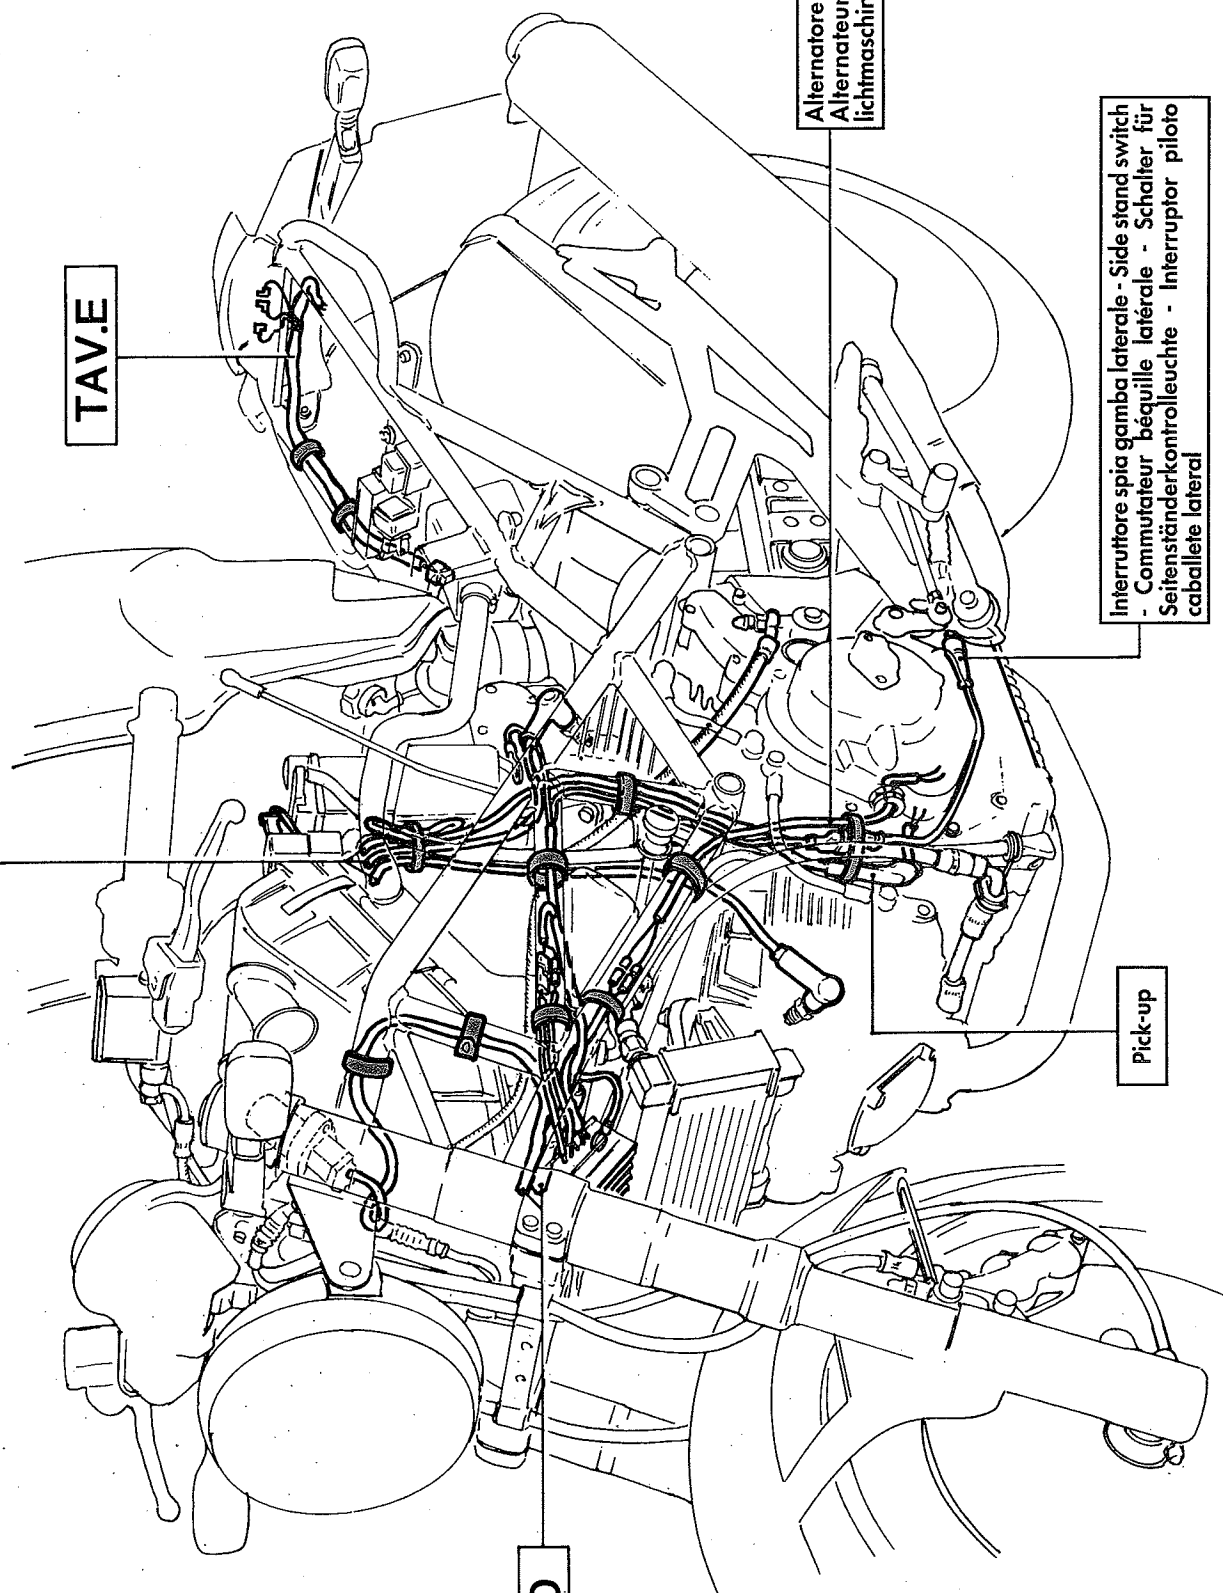 TAV.E
Alternatore
Alternateur
Interruttore spia gamba laterale - Side stand switch
- Commutateur béquille latérale - Schalter für
Seitenständerkontrolleuchte - Interruptor piloto
caballete lateral
Pick-up